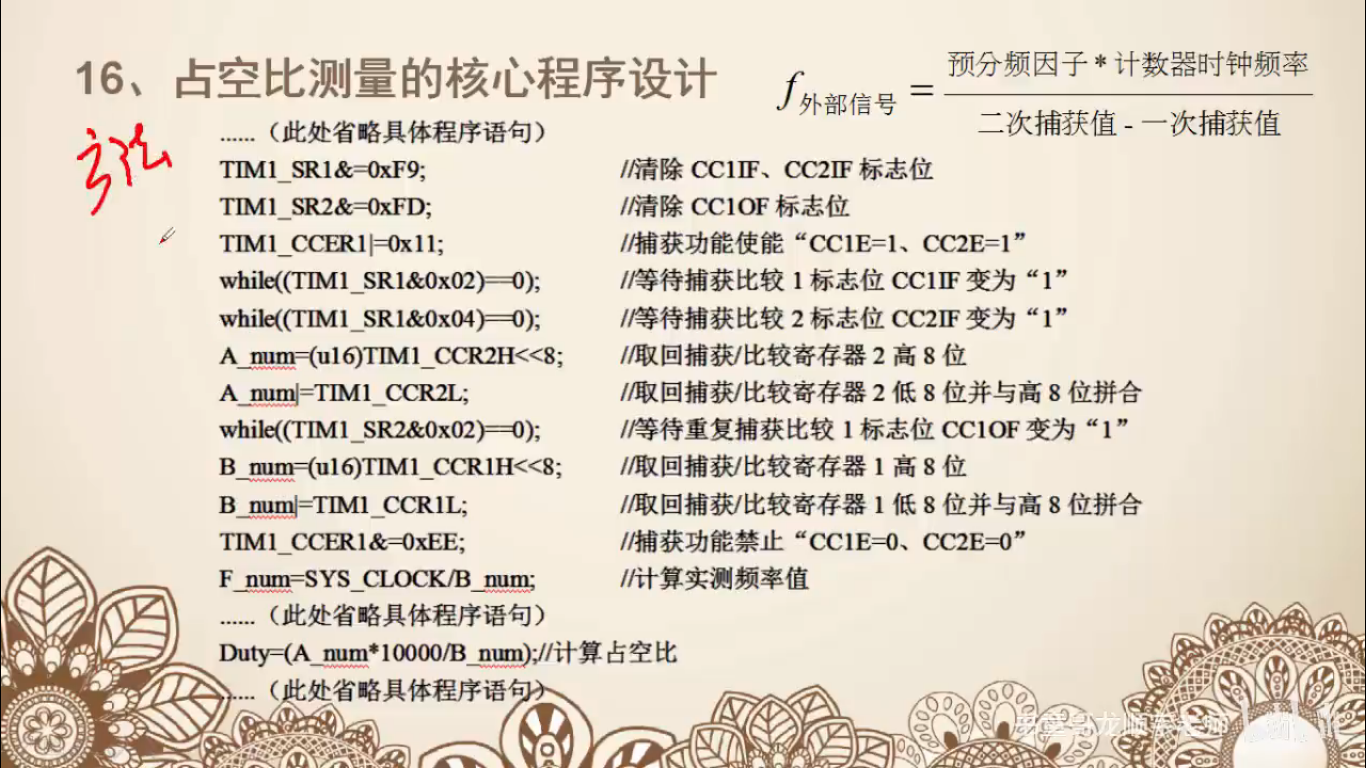 16、占空比测量的核心程序设计
f外部信号 = 预分频因子 * 计数器时钟频率
二次捕获值 - 一次捕获值
方法
......（此处省略具体程序语句）
TIM1_SR1&=0xF9; //清除 CC1IF、CC2IF 标志位
TIM1_SR2&=0xFD; //清除 CC1OF 标志位
TIM1_CCER1|=0x11; //捕获功能使能“CC1E=1、CC2E=1”
while((TIM1_SR1&0x02)==0); //等待捕获比较 1 标志位 CC1IF 变为“1”
while((TIM1_SR1&0x04)==0); //等待捕获比较 2 标志位 CC2IF 变为“1”
A_num=(u16)TIM1_CCR2H<<8; //取回捕获/比较寄存器 2 高 8 位
A_num|=TIM1_CCR2L; //取回捕获/比较寄存器 2 低 8 位并与高 8 位拼合
while((TIM1_SR2&0x02)==0); //等待重复捕获比较 1 标志位 CC1OF 变为“1”
B_num=(u16)TIM1_CCR1H<<8; //取回捕获/比较寄存器 1 高 8 位
B_num|=TIM1_CCR1L; //取回捕获/比较寄存器 1 低 8 位并与高 8 位拼合
TIM1_CCER1&=0xEE; //捕获功能禁止“CC1E=0、CC2E=0”
F_num=SYS_CLOCK/B_num; //计算实测频率值
......（此处省略具体程序语句）
Duty=(A_num*10000/B_num);//计算占空比
......（此处省略具体程序语句）